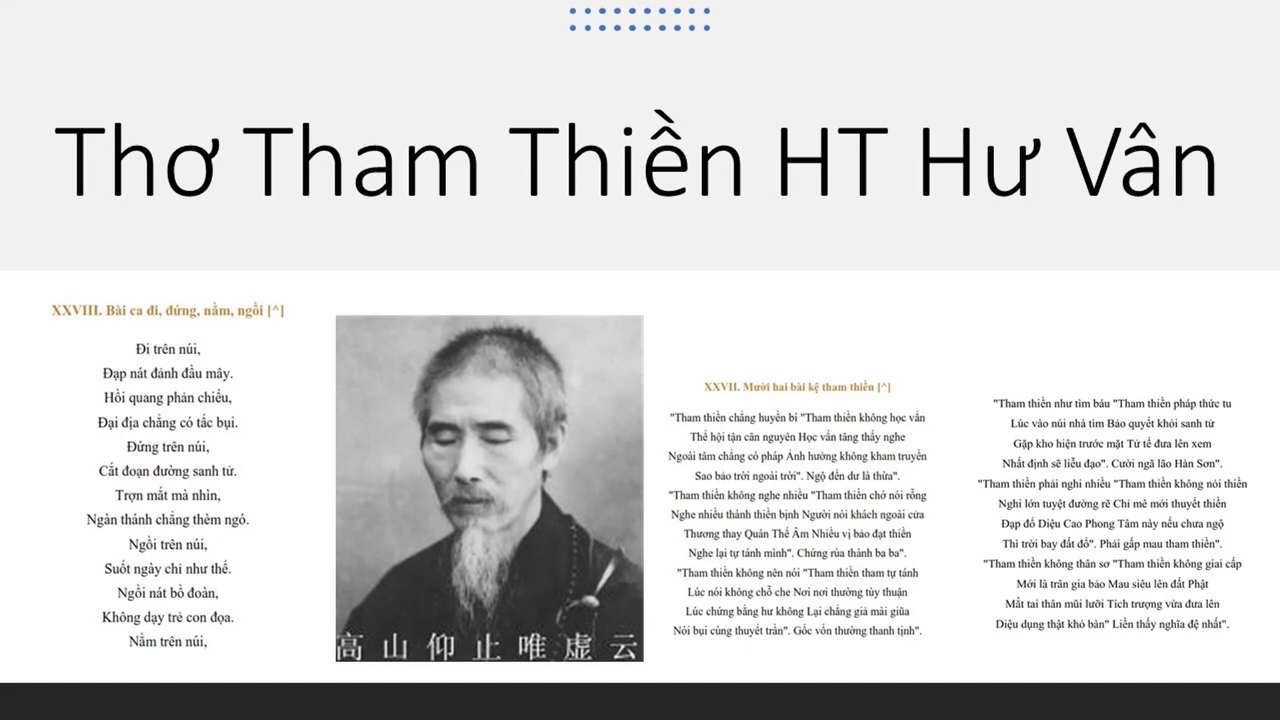 Thơ Tham Thiền HT Hư Vân
XXVIII. Bài ca đi, đứng, nằm, ngồi [^]
Đi trên núi,
Đạp nát đảnh đầu mây.
Hồi quang phản chiếu,
Đại địa chẳng có tấc bụi.
Đứng trên núi,
Cắt đoạn đường sanh tử.
Trợn mắt mà nhìn,
Ngàn thánh chẳng thèm ngó.
Ngồi trên núi,
Suốt ngày chỉ như thế.
Ngồi nát bồ đoàn,
Không dạy trẻ con đọa.
Nằm trên núi,
高山仰止唯虛云
XXVII. Mười hai bài kệ tham thiền [^]
"Tham thiền chẳng huyền bí "Tham thiền không học vấn
Thể hội tận căn nguyên Học vấn tăng thấy nghe
Ngoài tâm chẳng có pháp Ảnh hưởng không kham truyền
Sao bảo trời ngoài trời". Ngộ đến dư là thừa".
"Tham thiền không nghe nhiều "Tham thiền chớ nói rỗng
Nghe nhiều thành thiền bịnh Người nói khách ngoài cửa
Thương thay Quán Thế Âm Nhiều vị bảo đạt thiền
Nghe lại tự tánh mình". Chứng rùa thành ba ba".
"Tham thiền không nên nói "Tham thiền tham tự tánh
Lúc nói không chỗ che Nơi nơi thường tùy thuận
Lúc chứng bằng hư không Lại chẳng giả mài giũa
Nói bụi cùng thuyết trần". Gốc vốn thường thanh tịnh".
"Tham thiền như tìm báu "Tham thiền pháp thức tu
Lúc vào núi nhà tìm Bảo quyết khỏi sanh tử
Gặp kho hiện trước mặt Từ tế đưa lên xem
Nhất định sẽ liễu đạo". Cười ngã lão Hàn Sơn".
"Tham thiền phải nghi nhiều "Tham thiền không nói thiền
Nghi lớn tuyệt đường rẽ Chỉ mê mới thuyết thiền
Đạp đổ Diệu Cao Phong Tâm này nếu chưa ngộ
Thì trời bay đất đổ". Phải gấp mau tham thiền".
"Tham thiền không thân sơ "Tham thiền không giai cấp
Mới là trân gia bảo Mau siêu lên đất Phật
Mắt tai thân mũi lưỡi Tích trượng vừa đưa lên
Diệu dụng thật khó bàn" Liền thấy nghĩa đệ nhất".